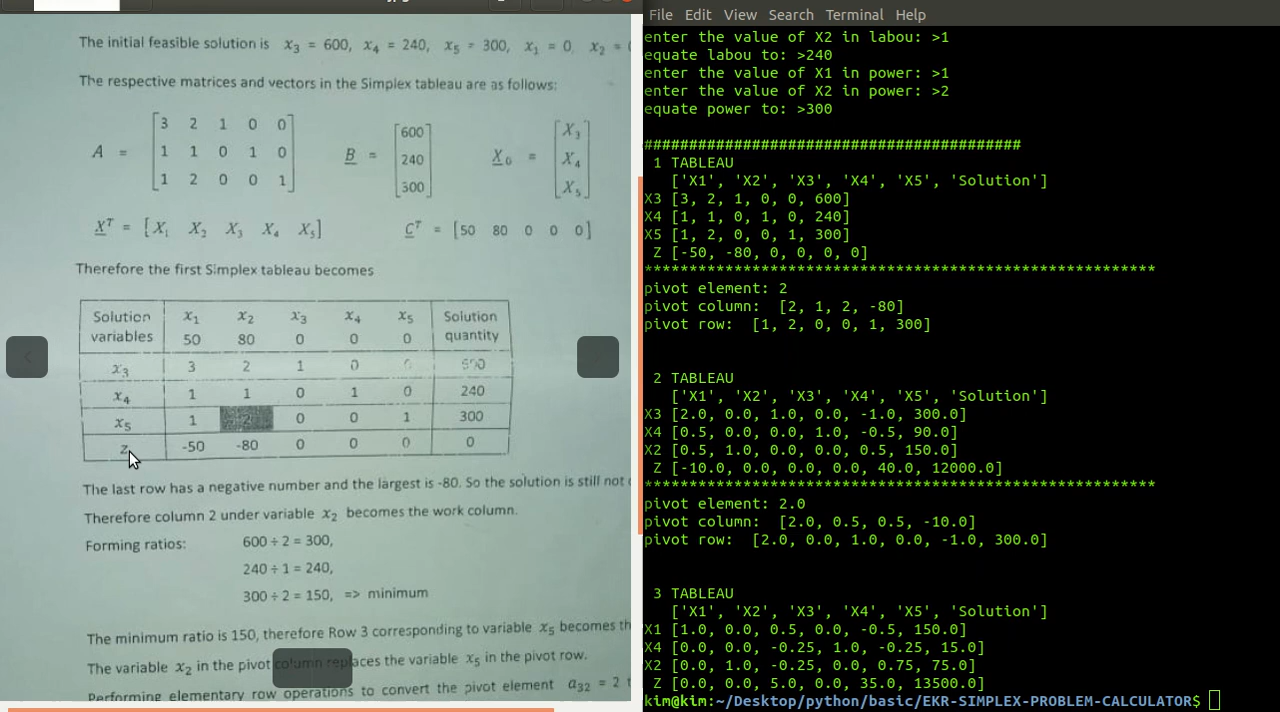 The initial feasible solution is x3 = 600, x4 = 240, x5 = 300, x1 = 0 x2 =
The respective matrices and vectors in the Simplex tableau are as follows:
A = [3 2 1 0 0] B = [600] X0 = [X3]
[1 1 0 1 0] [240] [X4]
[1 2 0 0 1] [300] [X5]
X^T = [X1 X2 X3 X4 X5] C^T = [50 80 0 0 0]
Therefore the first Simplex tableau becomes
Solution variables x1 x2 x3 x4 x5 Solution quantity
50 80 0 0 0
x3 3 2 1 0
x4 1 1 0 1 0 240
x5 1 2 0 0 1 300
z -50 -80 0 0 0 0
The last row has a negative number and the largest is -80. So the solution is still not
Therefore column 2 under variable x2 becomes the work column.
Forming ratios: 600 ÷ 2 = 300,
240 ÷ 1 = 240,
300 ÷ 2 = 150, => minimum
The minimum ratio is 150, therefore Row 3 corresponding to variable x5 becomes
The variable x2 in the pivot column replaces the variable x5 in the pivot row.
Performing elementary row operations to convert the pivot element a32 = 2
File Edit View Search Terminal Help
enter the value of X2 in labou: >1
equate labou to: >240
enter the value of X1 in power: >1
enter the value of X2 in power: >2
equate power to: >300
##########################################
1 TABLEAU
['X1', 'X2', 'X3', 'X4', 'X5', 'Solution']
X3 [3, 2, 1, 0, 0, 600]
X4 [1, 1, 0, 1, 0, 240]
X5 [1, 2, 0, 0, 1, 300]
Z [-50, -80, 0, 0, 0, 0]
*********************************************************
pivot element: 2
pivot column: [2, 1, 2, -80]
pivot row: [1, 2, 0, 0, 1, 300]
2 TABLEAU
['X1', 'X2', 'X3', 'X4', 'X5', 'Solution']
X3 [2.0, 0.0, 1.0, 0.0, -1.0, 300.0]
X4 [0.5, 0.0, 0.0, 1.0, -0.5, 90.0]
X2 [0.5, 1.0, 0.0, 0.0, 0.5, 150.0]
Z [-10.0, 0.0, 0.0, 0.0, 40.0, 12000.0]
*********************************************************
pivot element: 2.0
pivot column: [2.0, 0.5, 0.5, -10.0]
pivot row: [2.0, 0.0, 1.0, 0.0, -1.0, 300.0]
3 TABLEAU
['X1', 'X2', 'X3', 'X4', 'X5', 'Solution']
X1 [1.0, 0.0, 0.5, 0.0, -0.5, 150.0]
X4 [0.0, 0.0, -0.25, 1.0, -0.25, 15.0]
X2 [0.0, 1.0, -0.25, 0.0, 0.75, 75.0]
Z [0.0, 0.0, 5.0, 0.0, 35.0, 13500.0]
kim@kim:~/Desktop/python/basic/EKR-SIMPLEX-PROBLEM-CALCULATOR$